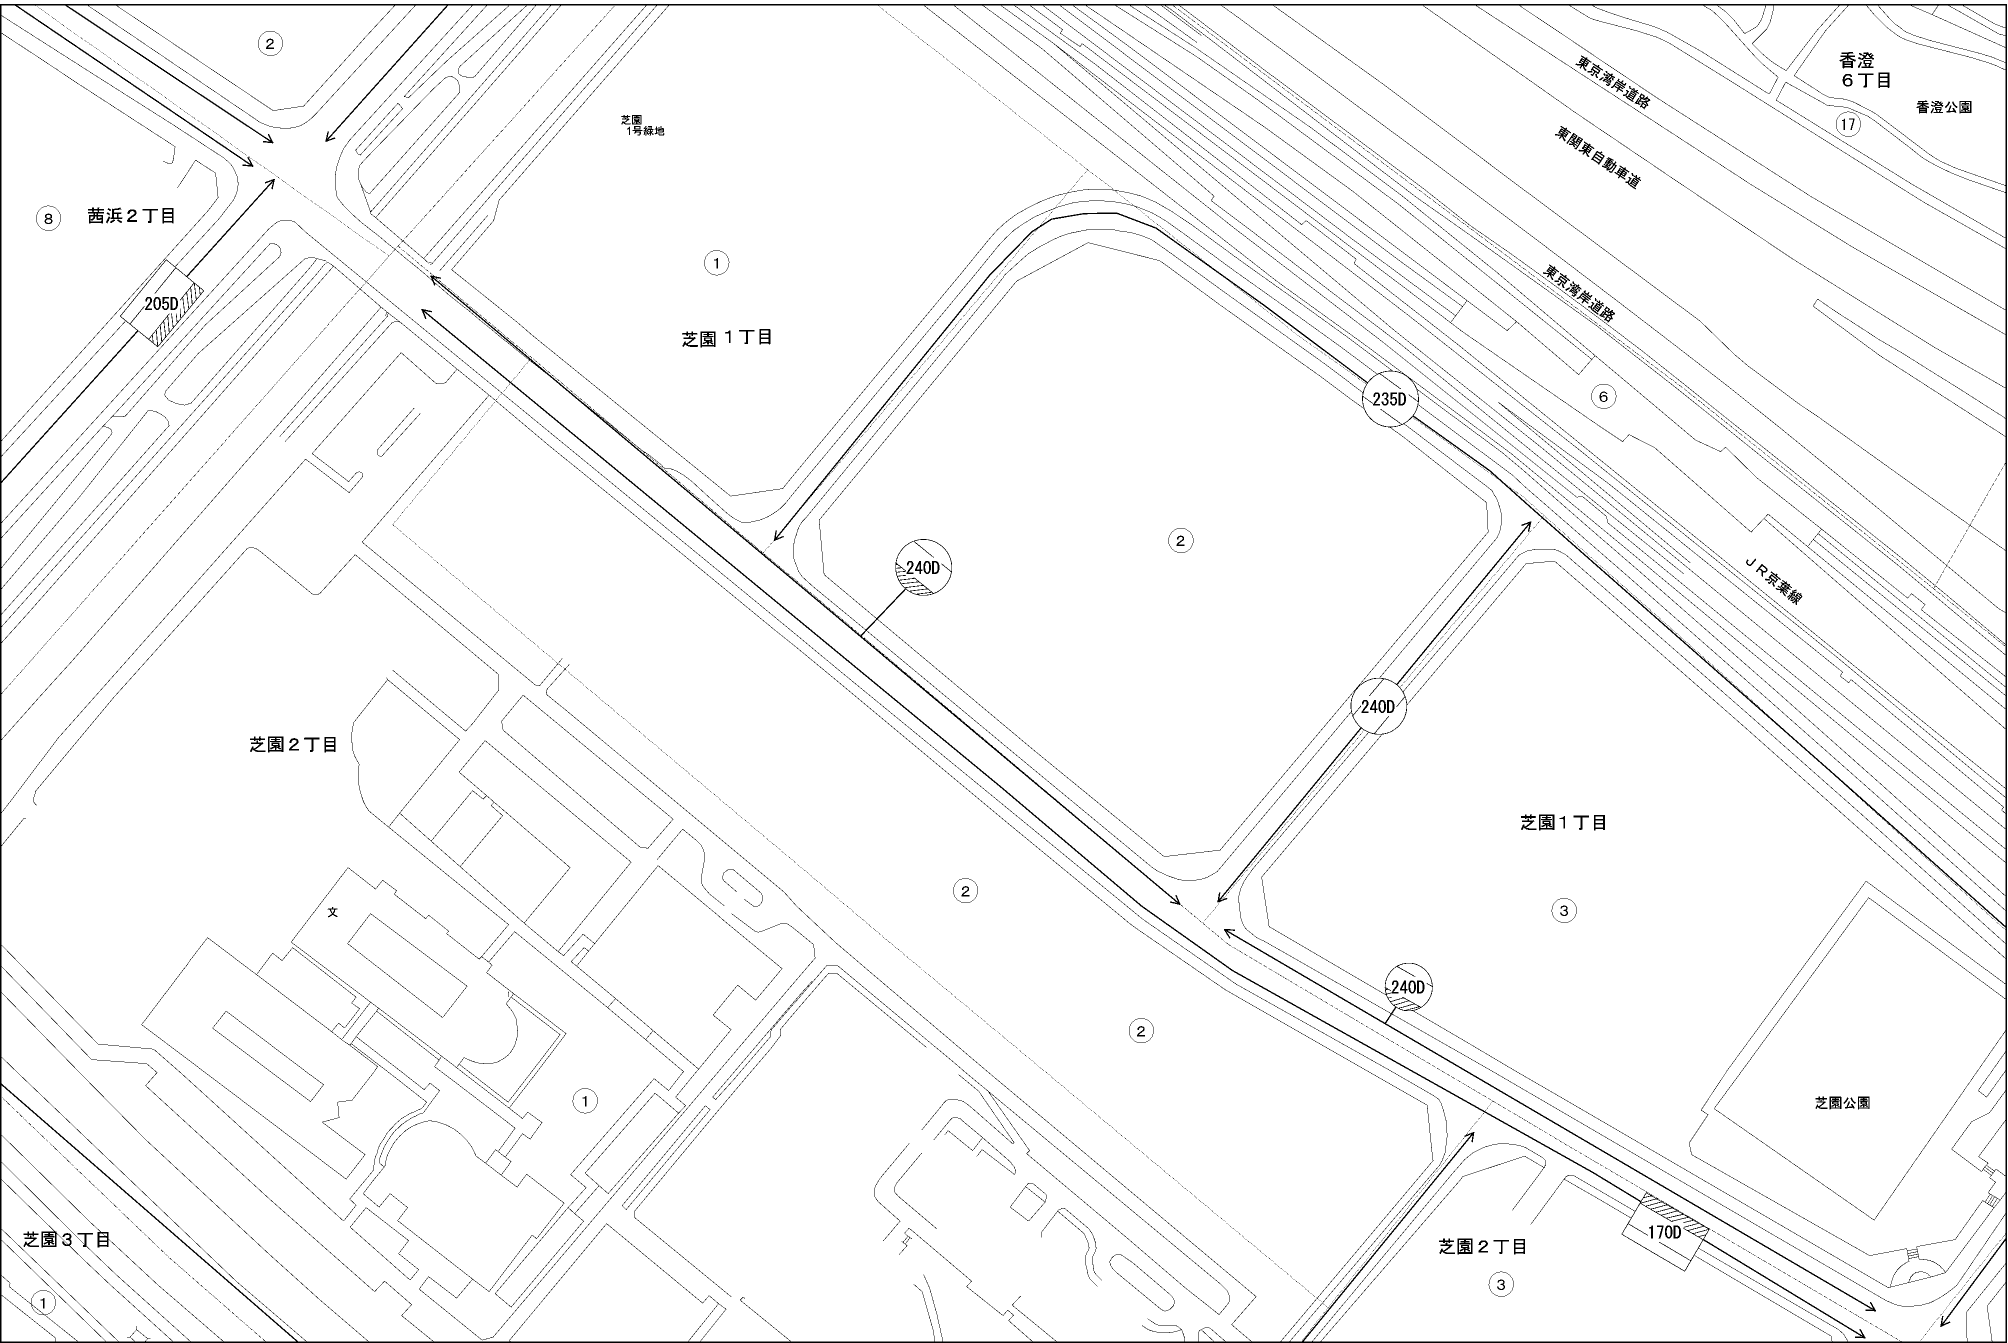 ②
東京湾岸道路
香澄
６丁目
香澄公園
⑰
芝園
1号緑地
東関東自動車道
⑧
茜浜２丁目
①
205D
東京湾岸道路
芝園１丁目
235D
⑥
②
240D
ＪＲ京葉線
240D
芝園２丁目
芝園１丁目
②
文
③
240D
②
①
芝園公園
芝園３丁目
170D
芝園２丁目
③
①